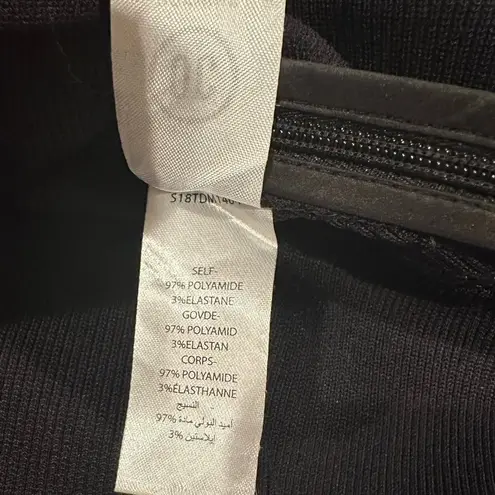 SELF-
97% POLYAMIDE
3%ELASTANE
GOVDE-
97% POLYAMID
3%ELASTAN
CORPS-
97% POLYAMIDE
3%ÉLASTHANNE
النسيج -
أميد البولي مادة %97
إيلاستين %3